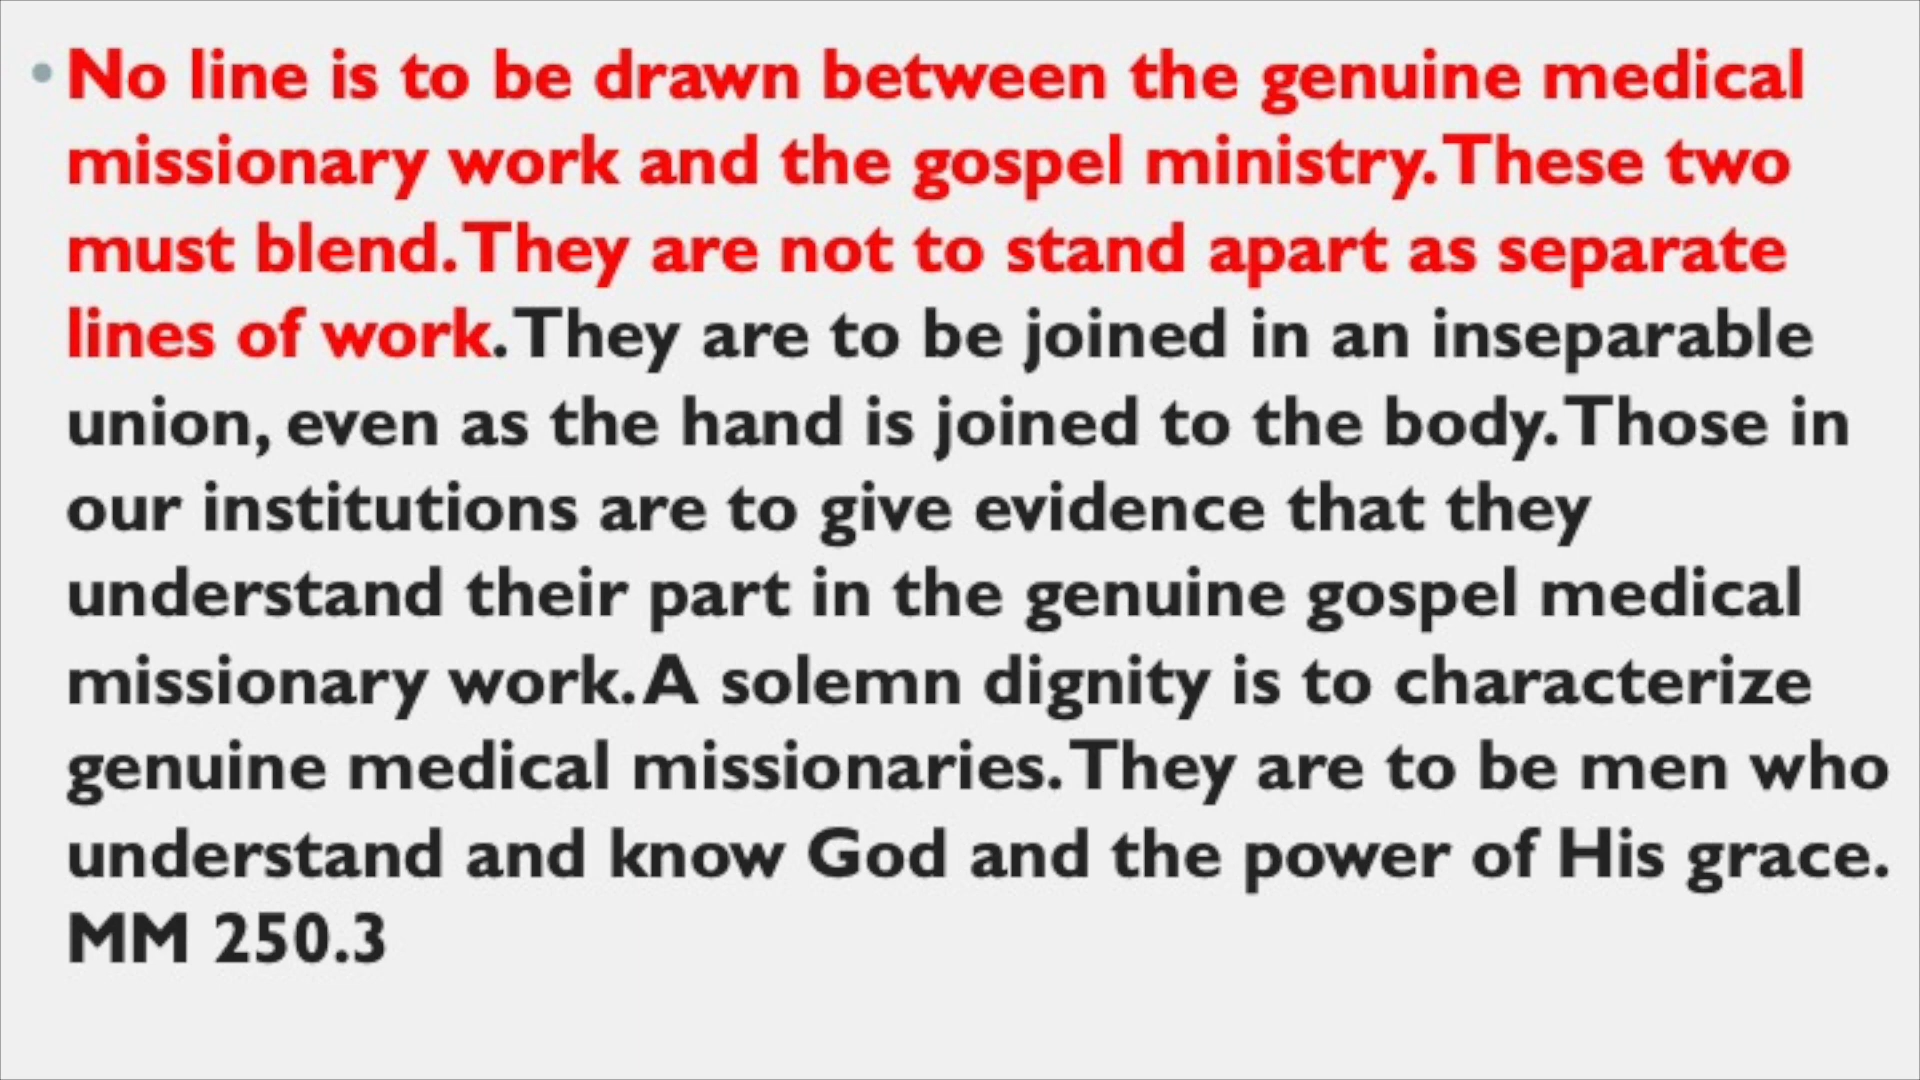 • No line is to be drawn between the genuine medical
missionary work and the gospel ministry. These two
must blend. They are not to stand apart as separate
lines of work. They are to be joined in an inseparable
union, even as the hand is joined to the body. Those in
our institutions are to give evidence that they
understand their part in the genuine gospel medical
missionary work. A solemn dignity is to characterize
genuine medical missionaries. They are to be men who
understand and know God and the power of His grace.
MM 250.3